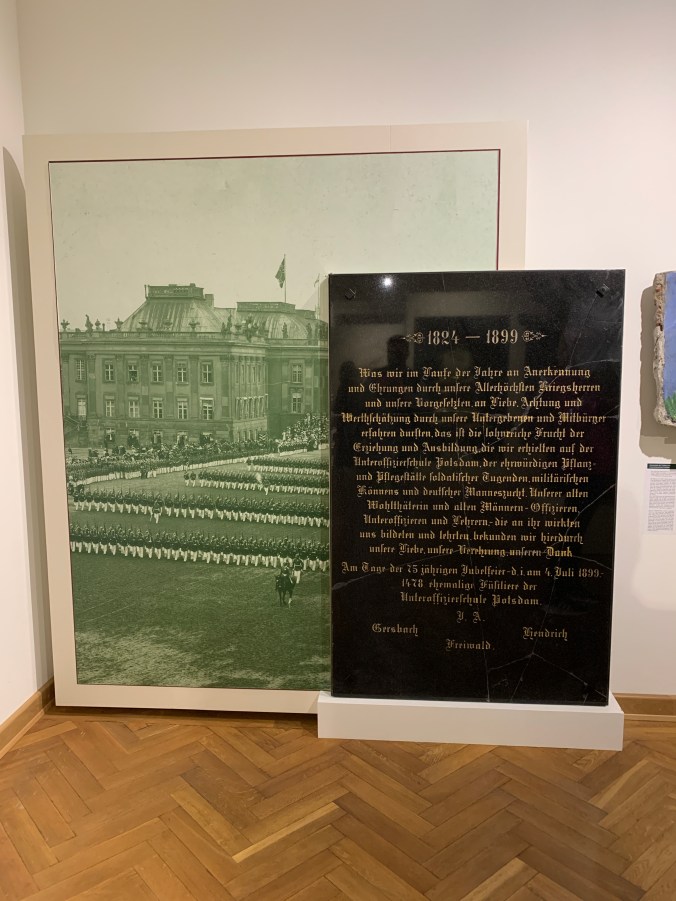 1824 — 1899
Was wir im Laufe der Jahre an Anerkennung
und Ehrungen durch unsere Allerhöchsten Kriegsherren
und unsere Vorgesetzten, an Liebe, Achtung und
Werthschätzung durch unsere Untergebenen und Mitbürger
erfahren durften, das ist die lohnreiche Frucht der
Erziehung und Ausbildung, die wir erhielten auf der
Unteroffizierschule Potsdam, der ehrwürdigen Pflanz-
und Pflegestätte soldatischer Tugenden, militärischen
Könnens und deutscher Manneszucht. Unserer alten
Wohlthäterin und alten Männern - Offizieren,
Unteroffizieren und Lehrern - die an ihr wirkten
uns bildeten und lehrten, bekunden wir hierdurch
unsere Liebe, unsere Verehrung, unseren Dank.
Am Tage der 75 jährigen Jubelfeier - d. i. am 4. Juli 1899.-
1478 ehemalige Füsiliere der
Unteroffizierschule Potsdam.
I. A.
Gersbach Hendrich
Freiwald.